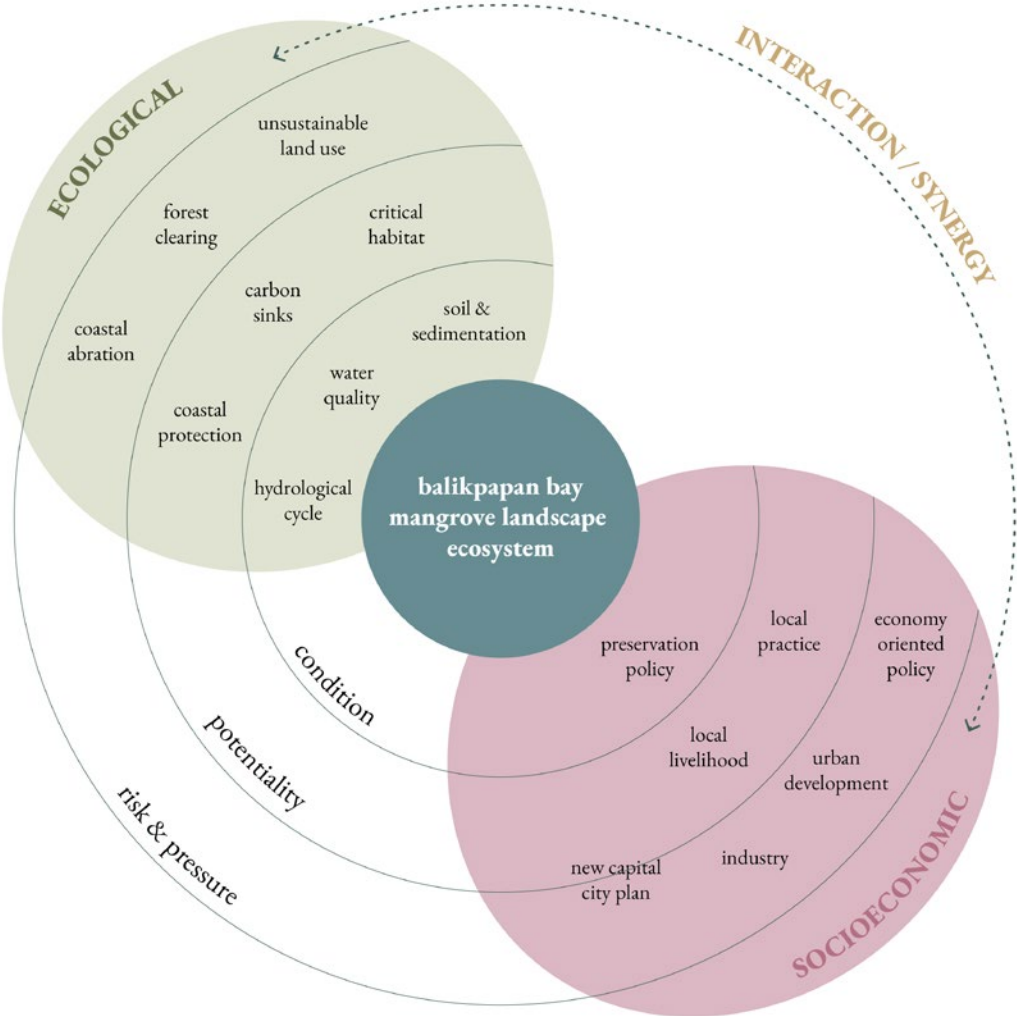 ECOLOGICAL
INTERACTION / SYNERGY
unsustainable
land use
forest
clearing
critical
habitat
carbon
sinks
soil &
sedimentation
coastal
abration
water
quality
coastal
protection
hydrological
cycle
balikpapan bay
mangrove landscape
ecosystem
preservation
policy
local
practice
economy
oriented
policy
condition
local
livelihood
urban
development
potentiality
risk & pressure
new capital
city plan
industry
SOCIOECONOMIC